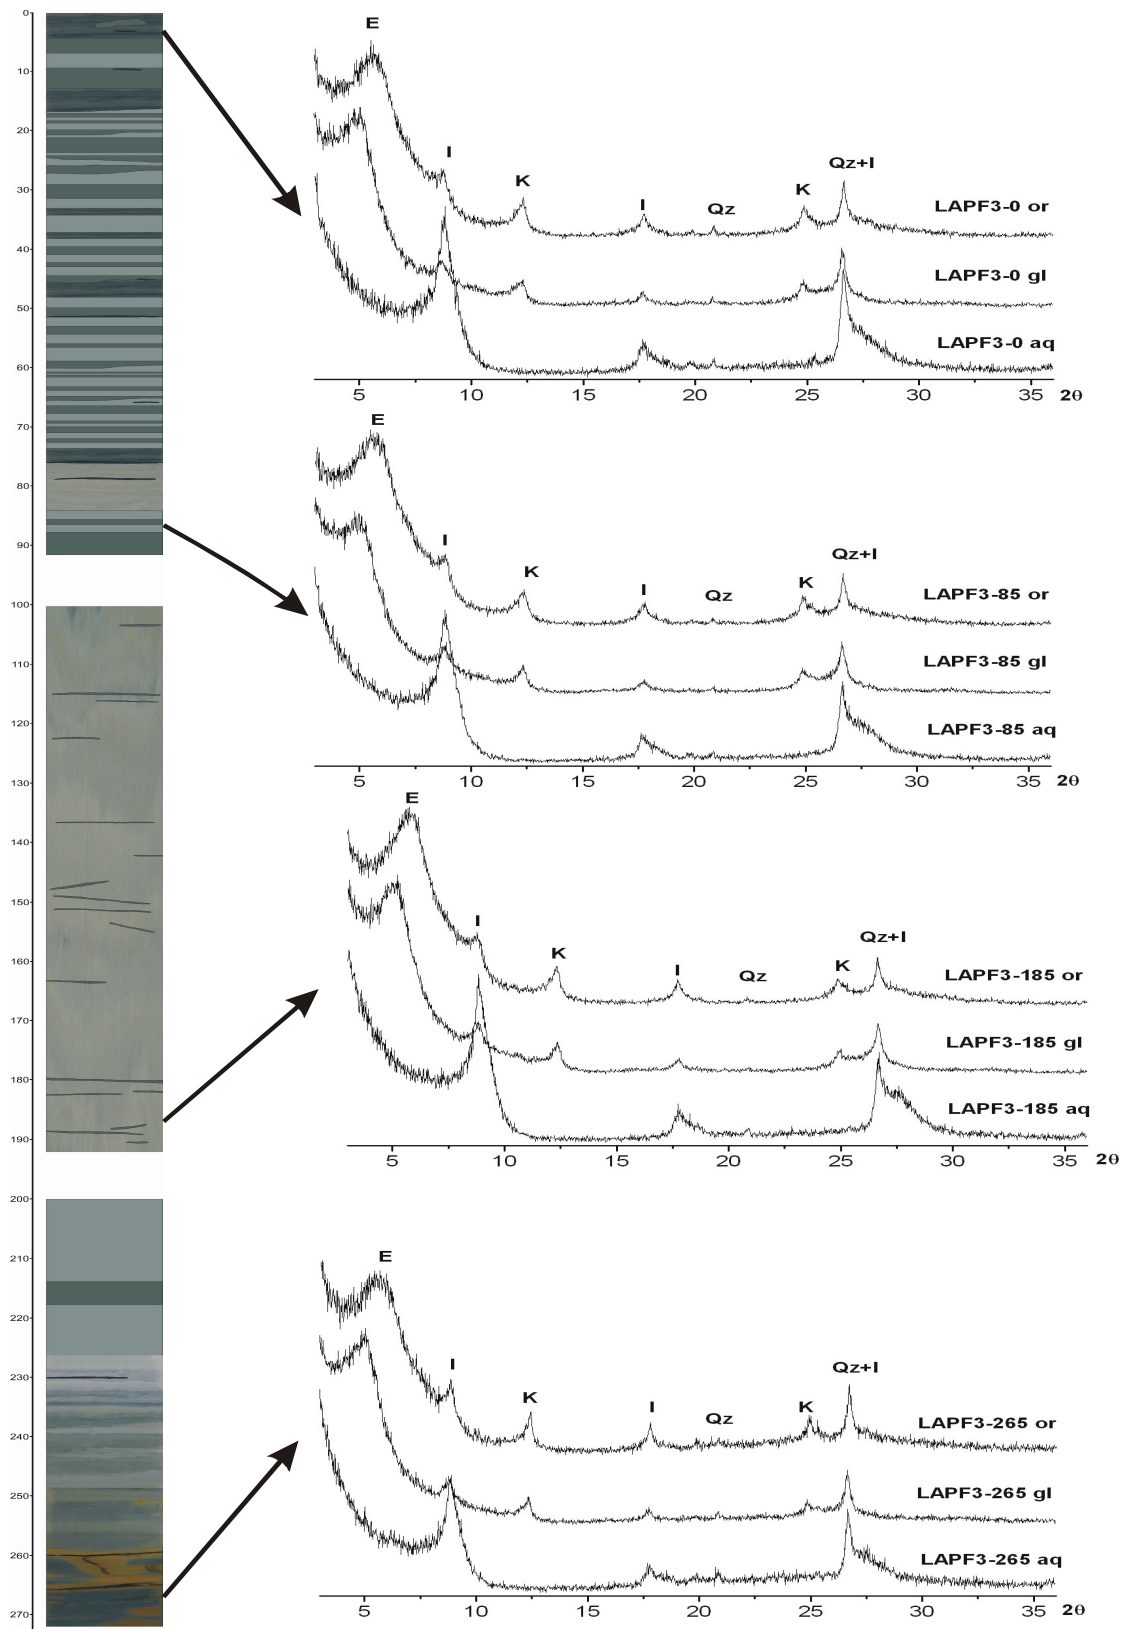 0
10
20
30
40
50
60
70
80
90
100
110
120
130
140
150
160
170
180
190
200
210
220
230
240
250
260
270
E
I
K
I
Qz
K
Qz+I
LAPF3-0 or
LAPF3-0 gl
LAPF3-0 aq
5 10 15 20 25 30 35 2θ
E
I
K
I
Qz
K
Qz+I
LAPF3-85 or
LAPF3-85 gl
LAPF3-85 aq
5 10 15 20 25 30 35 2θ
E
I
K
I
Qz
K
Qz+I
LAPF3-185 or
LAPF3-185 gl
LAPF3-185 aq
5 10 15 20 25 30 35 2θ
E
I
K
I
Qz
K
Qz+I
LAPF3-265 or
LAPF3-265 gl
LAPF3-265 aq
5 10 15 20 25 30 35 2θ